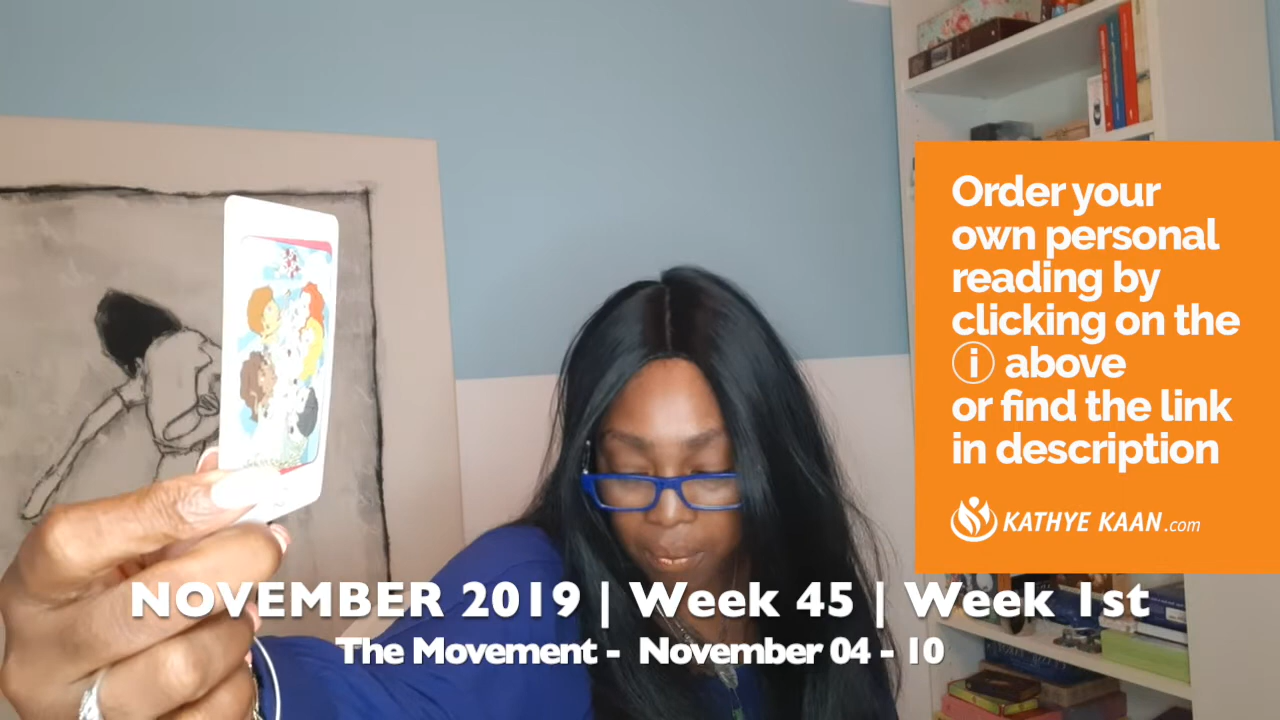 Order your
own personal
reading by
clicking on the
i above
or find the link
in description
KATHYE KAAN.com
NOVEMBER 2019 | Week 45 | Week 1st
The Movement - November 04 - 10